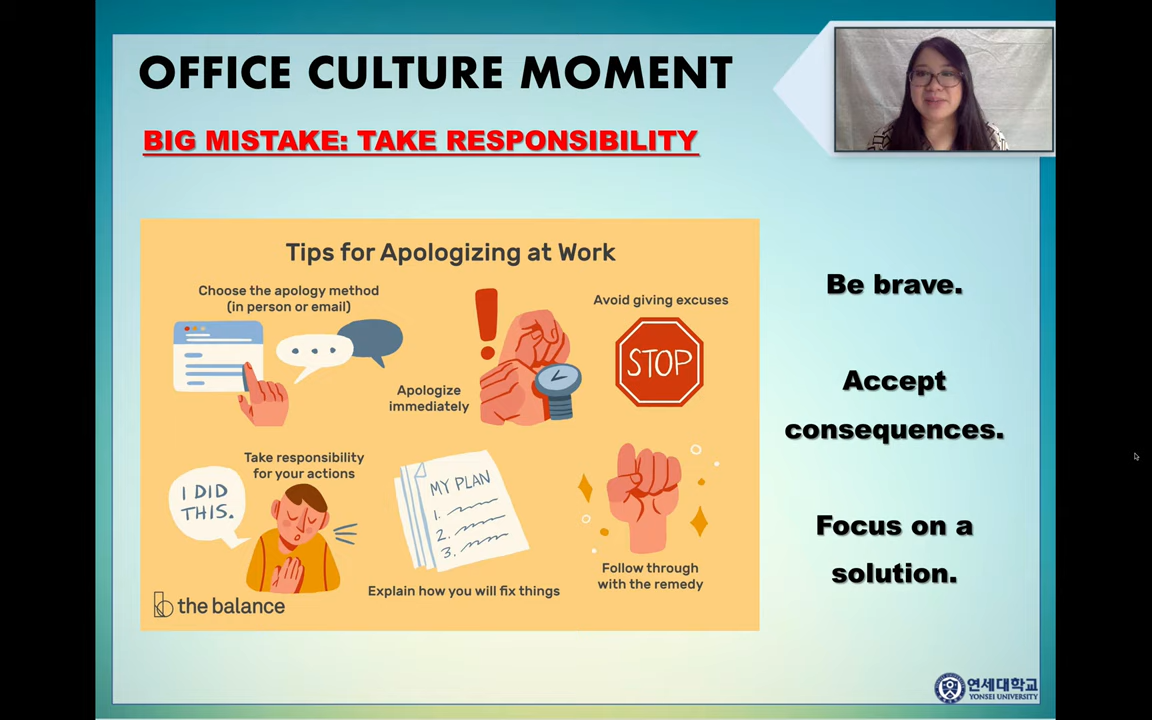 OFFICE CULTURE MOMENT
BIG MISTAKE: TAKE RESPONSIBILITY
Tips for Apologizing at Work
Choose the apology method
(in person or email)
Apologize
immediately
Avoid giving excuses
STOP
Take responsibility
for your actions
I DID
THIS.
MY PLAN
1.
2.
3.
Explain how you will fix things
Follow through
with the remedy
the balance
Be brave.
Accept
consequences.
Focus on a
solution.
연세대학교
YONSEI UNIVERSITY